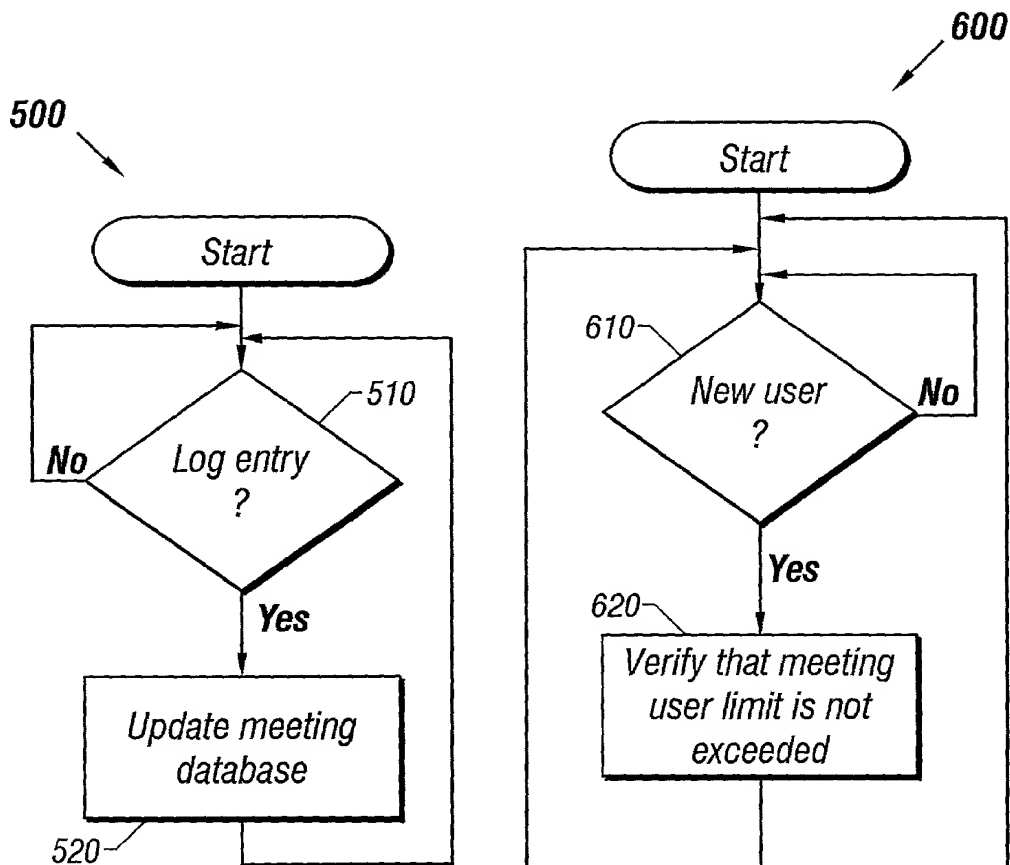 500
Start
510
Log entry
?
No
Yes
Update meeting
database
520
600
Start
610
New user
?
No
Yes
620
Verify that meeting
user limit is not
exceeded